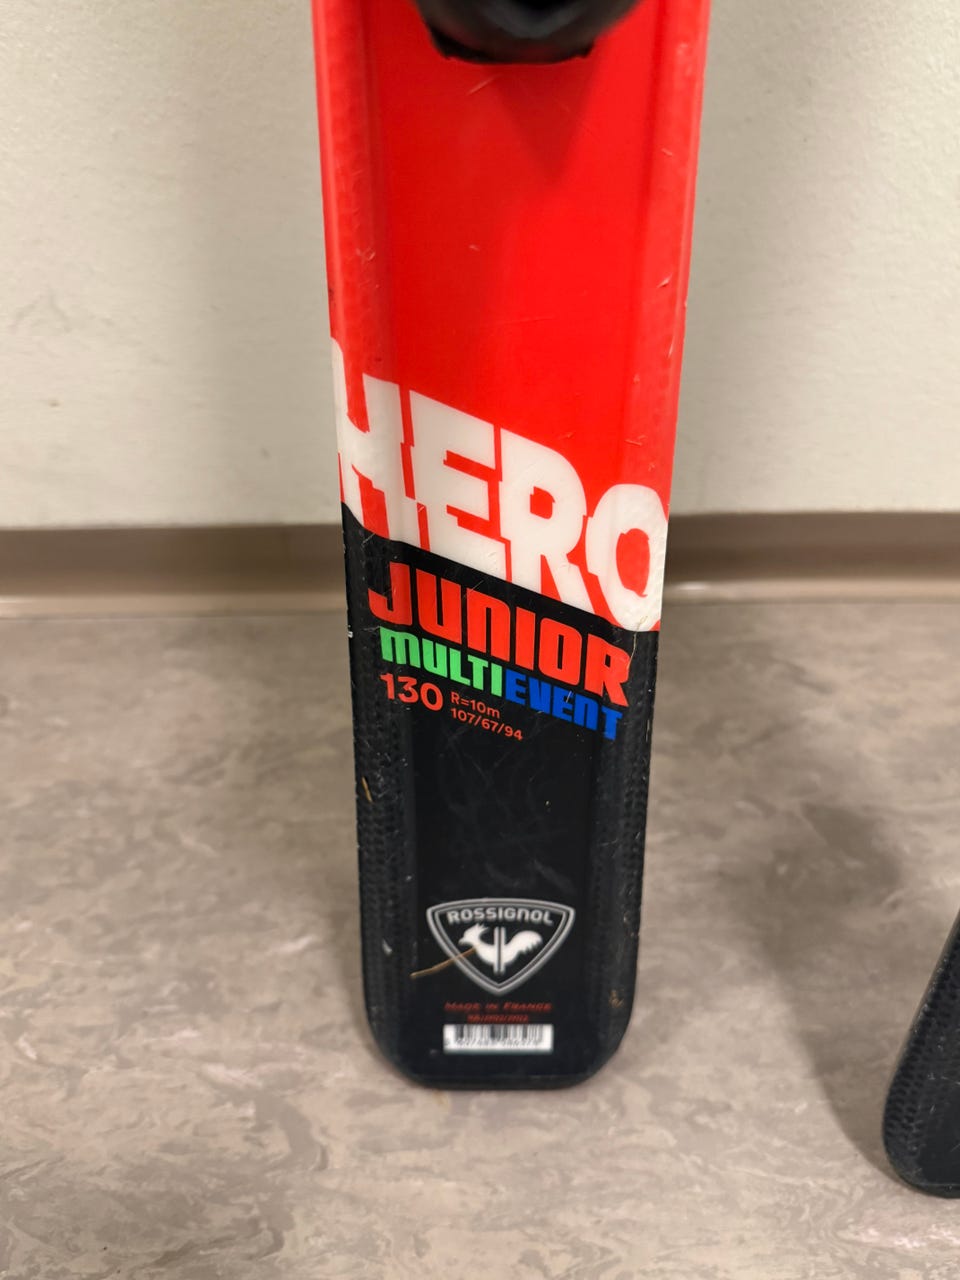 HERO
JUNIOR
MULTIEVENT
130 R=10m
107/67/94
ROSSIGNOL
MADE IN FRANCE